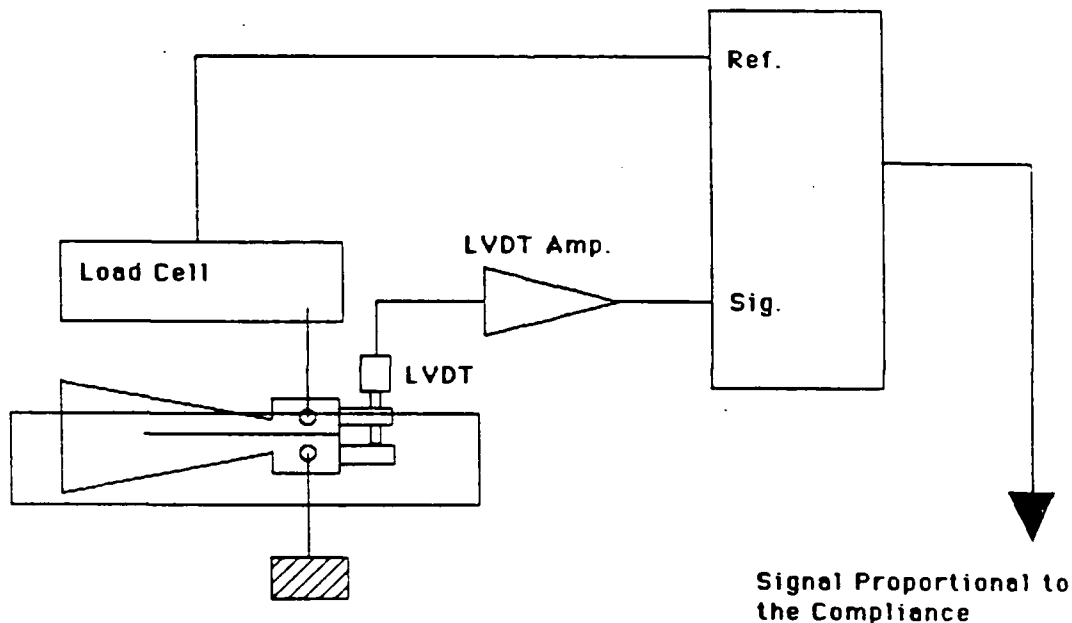 Ref.
LVDT Amp.
Load Cell
Sig.
LVDT
Signal Proportional to
the Compliance